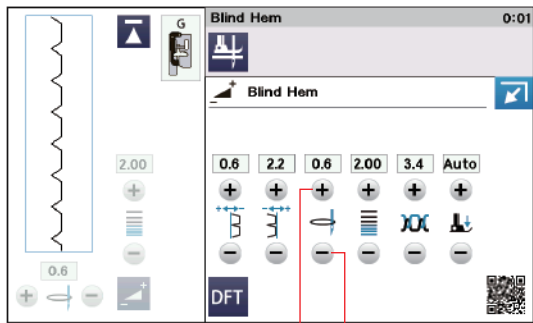 G
Blind Hem 0:01
Blind Hem
2.00
0.6 2.2 0.6 2.00 3.4 Auto
0.6
DFT